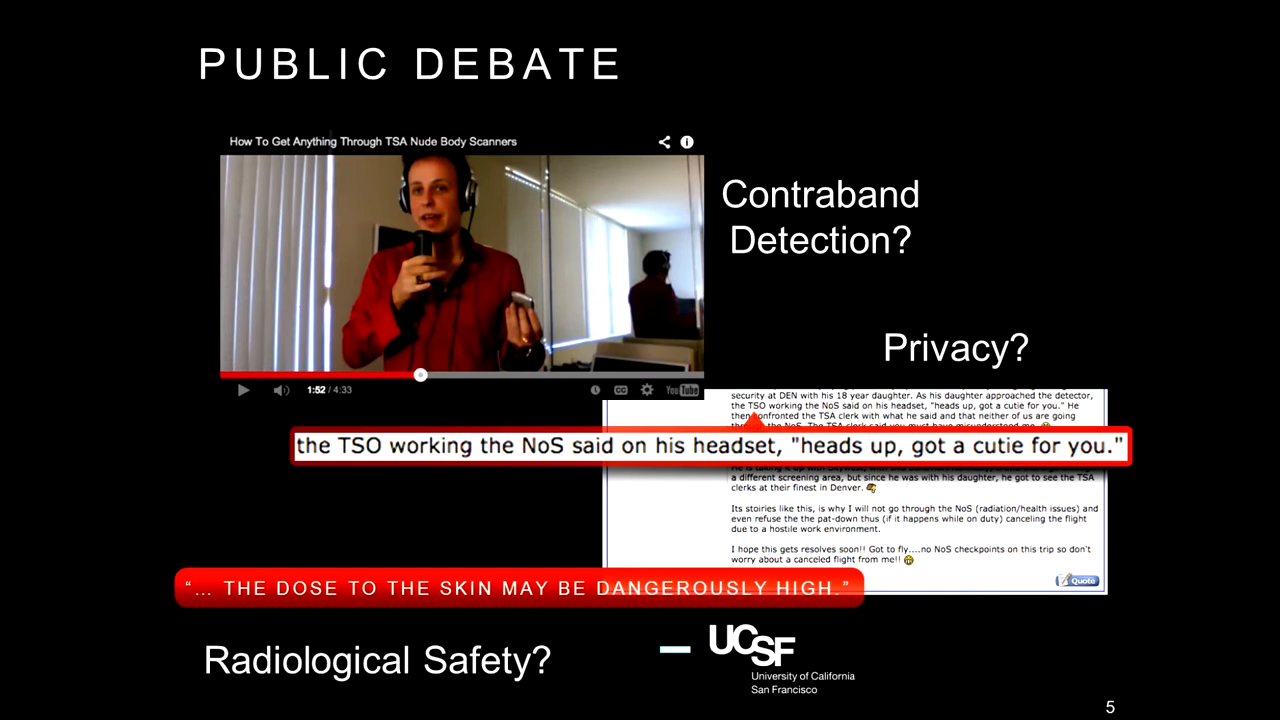 PUBLIC DEBATE
How To Get Anything Through TSA Nude Body Scanners
1:52 / 4:33
CC
YouTube
Contraband
Detection?
Privacy?
security at DEN with his 18 year daughter. As his daughter approached the detector,
the TSO working the NoS said on his headset, "heads up, got a cutie for you." He
then confronted the TSA clerk with what he said and that neither of us are going
the TSO working the NoS said on his headset, "heads up, got a cutie for you."
a different screening area, but since he was with his daughter, he got to see the TSA
clerks at their finest in Denver.
Its stoiries like this, is why I will not go through the NoS (radiation/health issues) and
even refuse the the pat-down thus (if it happens while on duty) canceling the flight
due to a hostile work environment.
I hope this gets resolves soon!! Got to fly....no NoS checkpoints on this trip so don't
worry about a canceled flight from me!!
Quote
“… THE DOSE TO THE SKIN MAY BE DANGEROUSLY HIGH.”
Radiological Safety?
UCSF
University of California
San Francisco
5